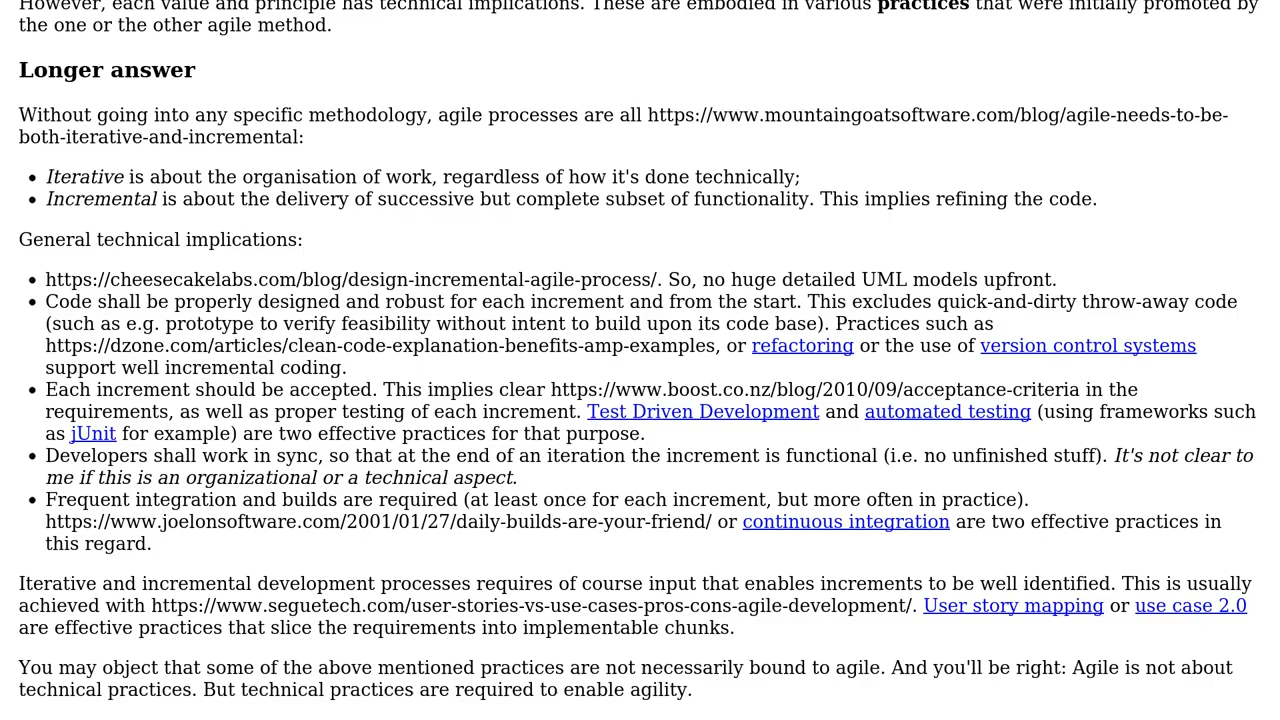 However, each value and principle has technical implications. These are embodied in various practices that were initially promoted by
the one or the other agile method.
Longer answer
Without going into any specific methodology, agile processes are all https://www.mountaingoatsoftware.com/blog/agile-needs-to-be-
both-iterative-and-incremental:
• Iterative is about the organisation of work, regardless of how it's done technically;
• Incremental is about the delivery of successive but complete subset of functionality. This implies refining the code.
General technical implications:
• https://cheesecakelabs.com/blog/design-incremental-agile-process/. So, no huge detailed UML models upfront.
• Code shall be properly designed and robust for each increment and from the start. This excludes quick-and-dirty throw-away code
(such as e.g. prototype to verify feasibility without intent to build upon its code base). Practices such as
https://dzone.com/articles/clean-code-explanation-benefits-amp-examples, or refactoring or the use of version control systems
support well incremental coding.
• Each increment should be accepted. This implies clear https://www.boost.co.nz/blog/2010/09/acceptance-criteria in the
requirements, as well as proper testing of each increment. Test Driven Development and automated testing (using frameworks such
as jUnit for example) are two effective practices for that purpose.
• Developers shall work in sync, so that at the end of an iteration the increment is functional (i.e. no unfinished stuff). It's not clear to
me if this is an organizational or a technical aspect.
• Frequent integration and builds are required (at least once for each increment, but more often in practice).
https://www.joelonsoftware.com/2001/01/27/daily-builds-are-your-friend/ or continuous integration are two effective practices in
this regard.
Iterative and incremental development processes requires of course input that enables increments to be well identified. This is usually
achieved with https://www.seguetech.com/user-stories-vs-use-cases-pros-cons-agile-development/. User story mapping or use case 2.0
are effective practices that slice the requirements into implementable chunks.
You may object that some of the above mentioned practices are not necessarily bound to agile. And you'll be right: Agile is not about
technical practices. But technical practices are required to enable agility.